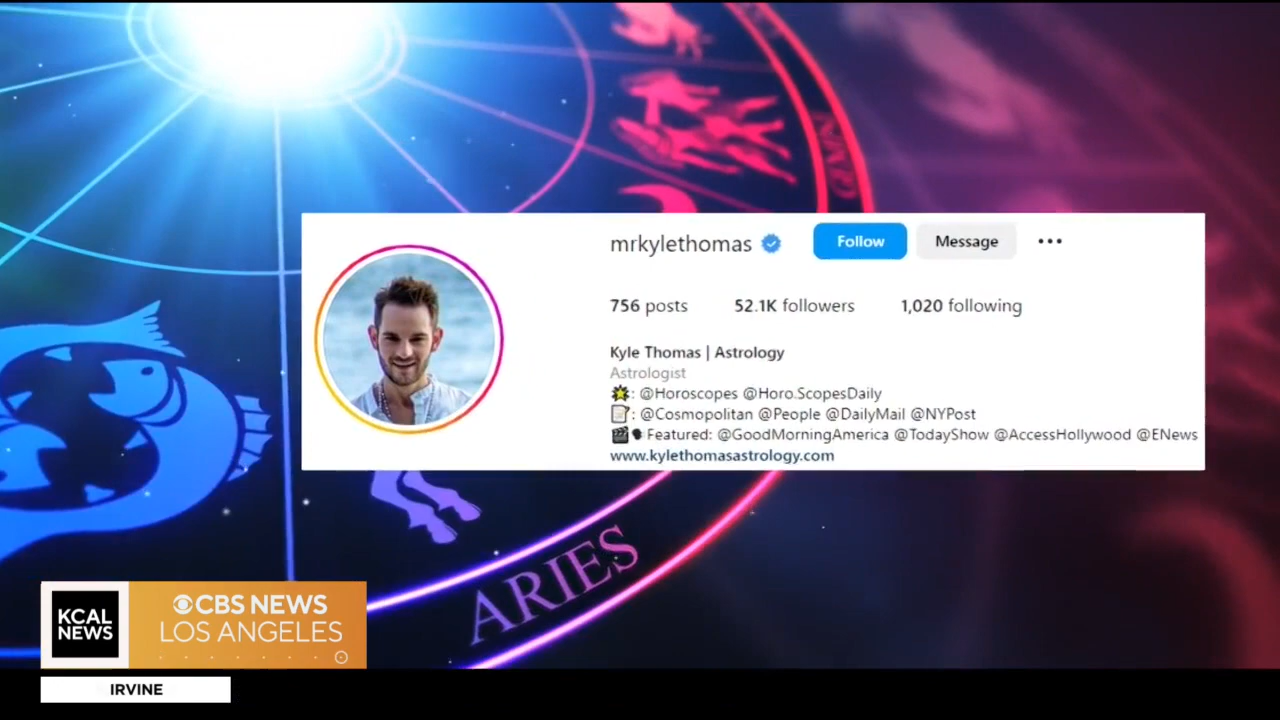 GEMINI
mrkylethomas
Follow
Message
756 posts
52.1K followers
1,020 following
Kyle Thomas | Astrology
Astrologist
🌟: @Horoscopes @Horo.ScopesDaily
📝: @Cosmopolitan @People @DailyMail @NYPost
🎬🗣Featured: @GoodMorningAmerica @TodayShow @AccessHollywood @ENews
www.kylethomasastrology.com
ARIES
KCAL
NEWS
CBS NEWS
LOS ANGELES
IRVINE